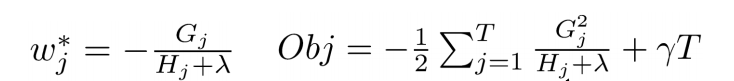 w_j^* = -\frac{G_j}{H_j+\lambda} \quad Obj = -\frac{1}{2} \sum_{j=1}^{T} \frac{G_j^2}{H_j+\lambda} + \gamma T